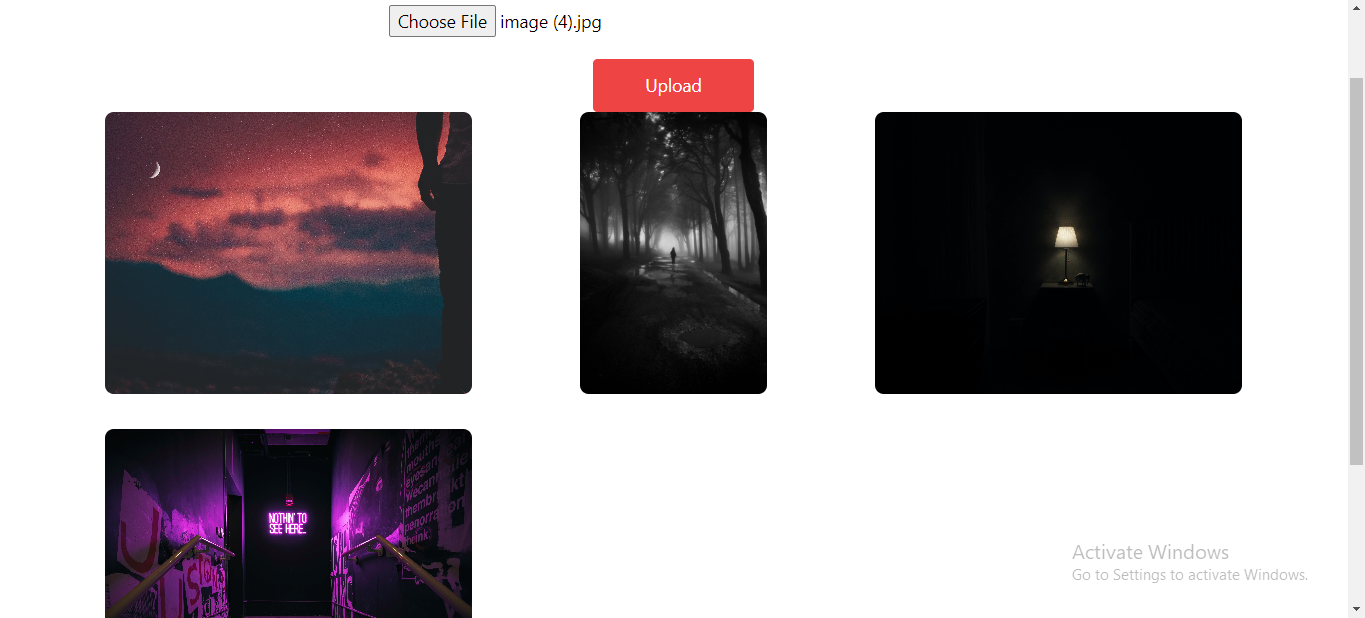 Choose File image (4).jpg
Upload
NOTHIN' TO
SEE HERE..
Activate Windows
Go to Settings to activate Windows.